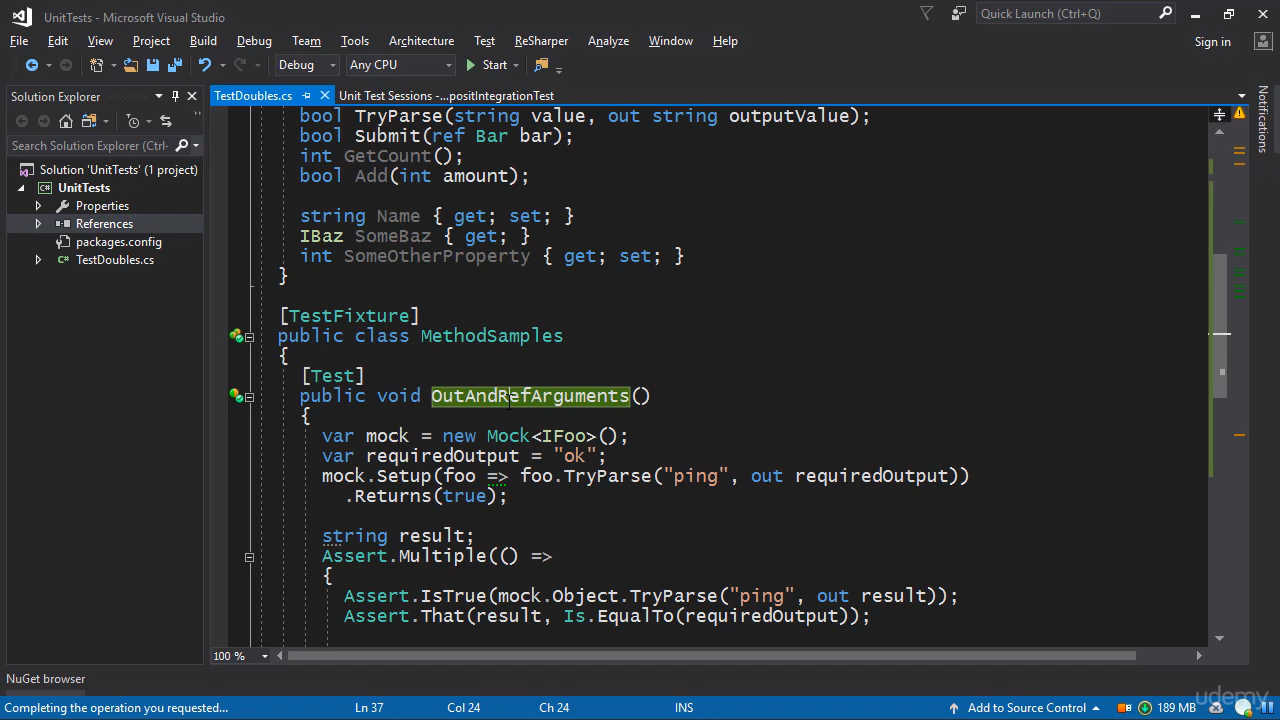 UnitTests - Microsoft Visual Studio
Quick Launch (Ctrl+Q)
File Edit View Project Build Debug Team Tools Architecture Test ReSharper Analyze Window Help
Sign in
Debug Any CPU Start
Solution Explorer
TestDoubles.cs
Unit Test Sessions -...positIntegrationTest
Search Solution Explorer (Ctrl-
Solution 'UnitTests' (1 project)
UnitTests
Properties
References
packages.config
TestDoubles.cs
bool TryParse(string value, out string outputValue);
bool Submit(ref Bar bar);
int GetCount();
bool Add(int amount);
string Name { get; set; }
IBaz SomeBaz { get; }
int SomeOtherProperty { get; set; }
}
[TestFixture]
public class MethodSamples
{
[Test]
public void OutAndRefArguments()
{
var mock = new Mock<IFoo>();
var requiredOutput = "ok";
mock.Setup(foo => foo.TryParse("ping", out requiredOutput))
.Returns(true);
string result;
Assert.Multiple(() =>
{
Assert.IsTrue(mock.Object.TryParse("ping", out result));
Assert.That(result, Is.EqualTo(requiredOutput));
Notifications
100 %
NuGet browser
udemy
Completing the operation you requested... Ln 37 Col 24 Ch 24 INS Add to Source Control 189 MB